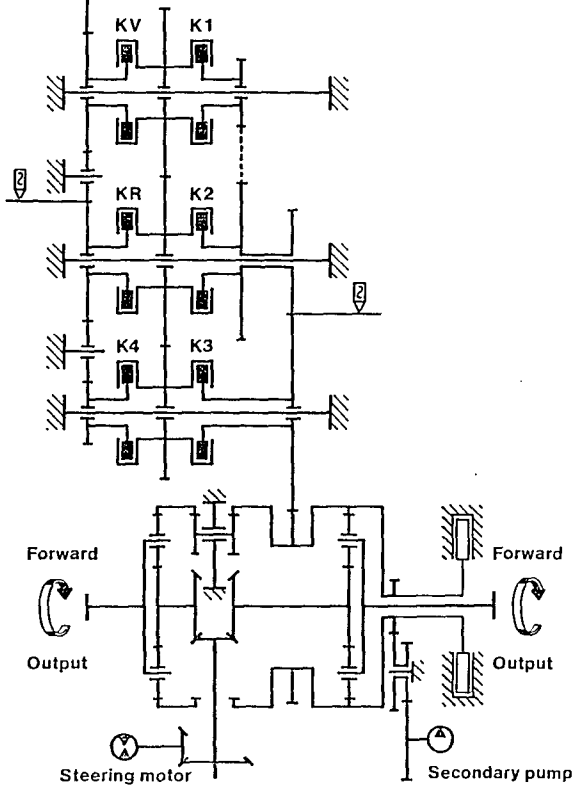 KV K1
KR K2
K4 K3
Forward Forward
Output Output
Steering motor Secondary pump